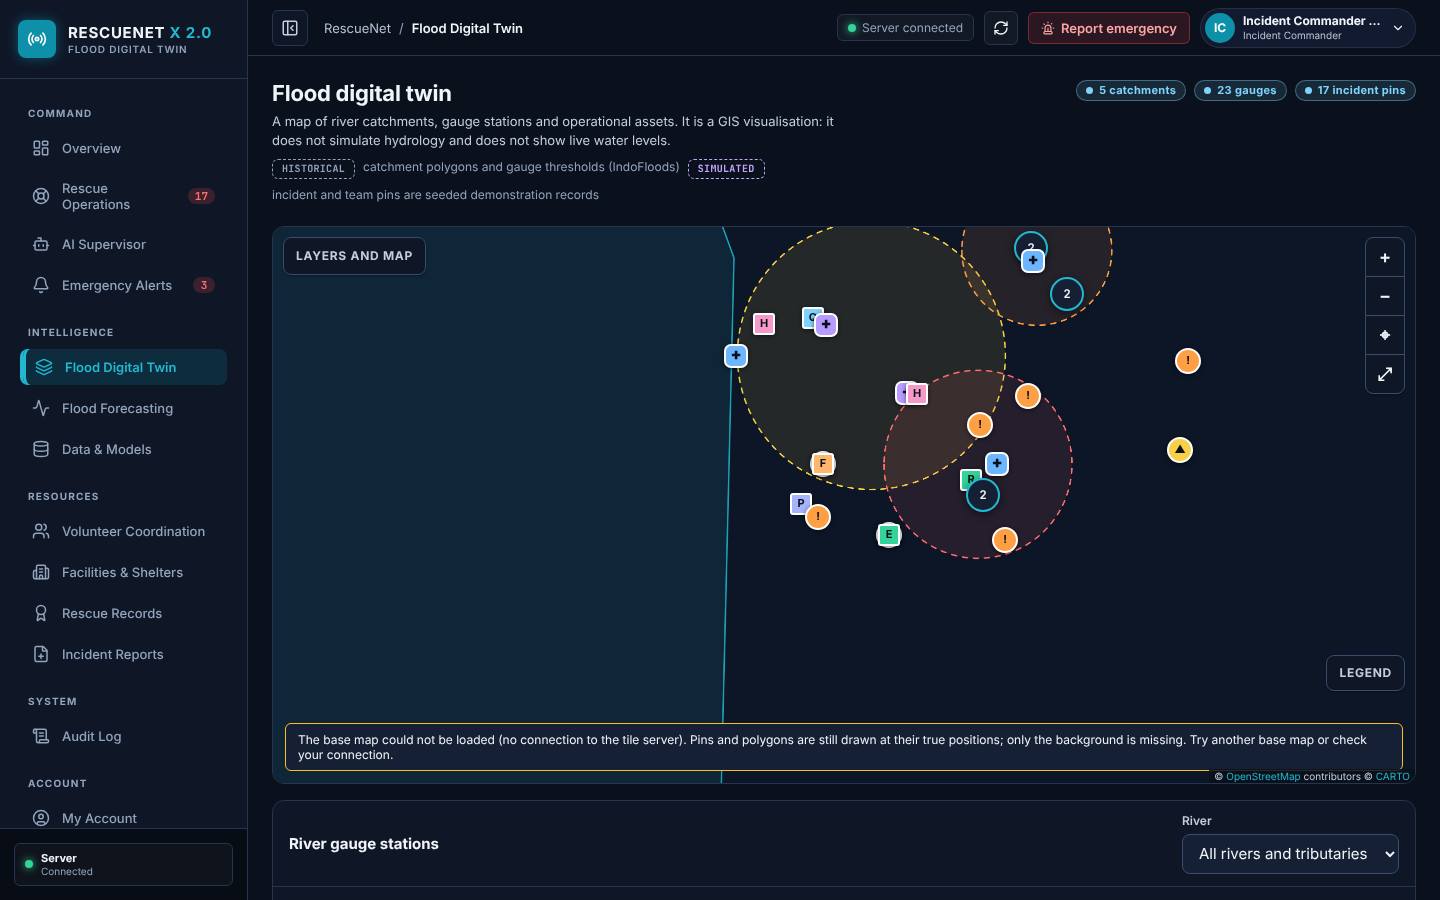 RESCUENET X 2.0
FLOOD DIGITAL TWIN
COMMAND
Overview
Rescue
Operations
17
AI Supervisor
Emergency Alerts
3
INTELLIGENCE
Flood Digital Twin
Flood Forecasting
Data & Models
RESOURCES
Volunteer Coordination
Facilities & Shelters
Rescue Records
Incident Reports
SYSTEM
Audit Log
ACCOUNT
My Account
Server
Connected
RescueNet / Flood Digital Twin
Server connected
Report emergency
IC
Incident Commander ...
Incident Commander
Flood digital twin
5 catchments
23 gauges
17 incident pins
A map of river catchments, gauge stations and operational assets. It is a GIS visualisation: it
does not simulate hydrology and does not show live water levels.
HISTORICAL catchment polygons and gauge thresholds (IndoFloods) SIMULATED
incident and team pins are seeded demonstration records
LAYERS AND MAP
2
+
2
H
!
H
!
!
F
2
P
!
E
!
LEGEND
The base map could not be loaded (no connection to the tile server). Pins and polygons are still drawn at their true positions; only the background is missing. Try another base map or check
your connection.
© OpenStreetMap contributors © CARTO
River gauge stations
River
All rivers and tributaries